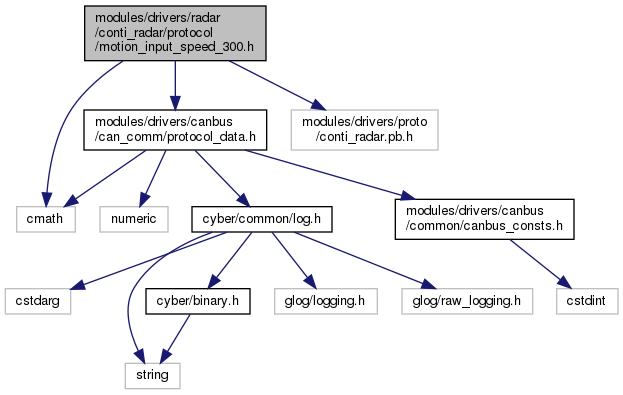 modules/drivers/radar
/conti_radar/protocol
/motion_input_speed_300.h
modules/drivers/canbus
/can_comm/protocol_data.h
modules/drivers/proto
/conti_radar.pb.h
cmath
numeric
cyber/common/log.h
modules/drivers/canbus
/common/canbus_consts.h
cstdarg
cyber/binary.h
glog/logging.h
glog/raw_logging.h
cstdint
string